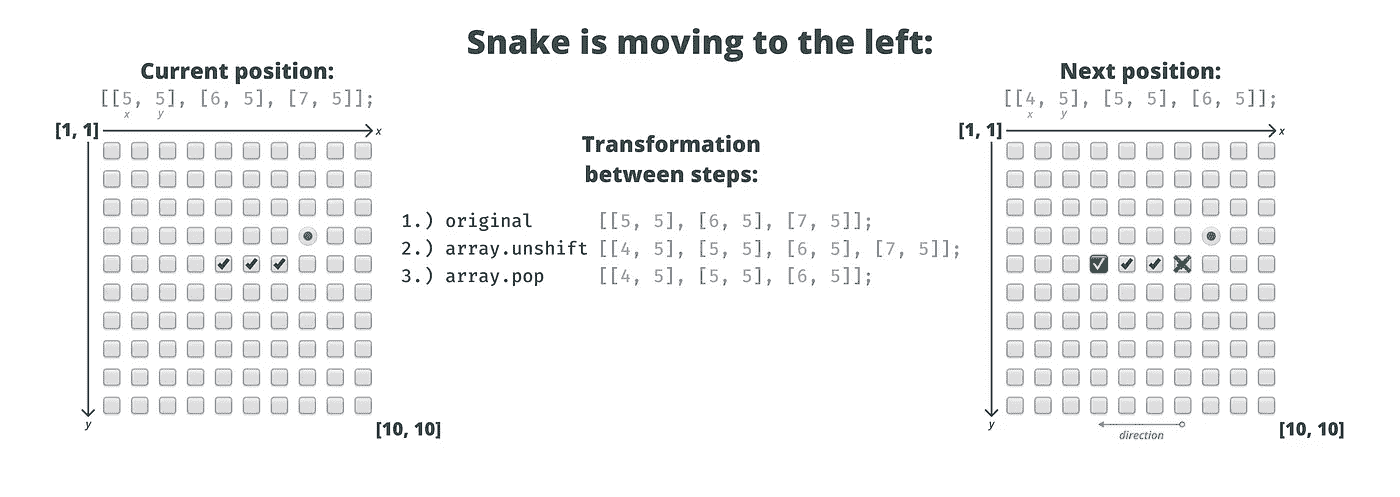 Snake is moving to the left:
Current position:
[[5, 5], [6, 5], [7, 5]];
x y
[1, 1] x
y
[10, 10]
Transformation
between steps:
1.) original [[5, 5], [6, 5], [7, 5]];
2.) array.unshift [[4, 5], [5, 5], [6, 5], [7, 5]];
3.) array.pop [[4, 5], [5, 5], [6, 5]];
Next position:
[[4, 5], [5, 5], [6, 5]];
x y
[1, 1] x
y
direction
[10, 10]